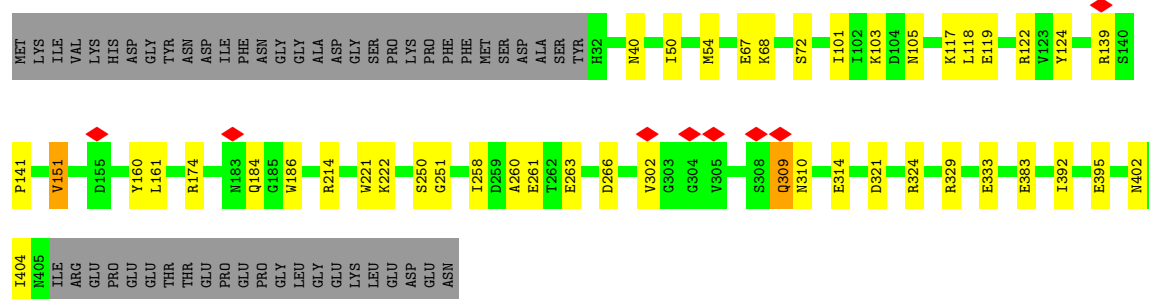 MET LYS ILE VAL LYS HIS ASP GLY TYR ASN ASP ILE PHE ASN GLY GLY ALA ASP GLY SER PRO LYS PRO PHE PHE MET SER ASP ALA SER TYR H32 N40 I50 M54 E67 K68 S72 I101 I102 K103 D104 N105 K117 L118 E119 R122 V123 Y124 R139 S140
P141 V151 D155 Y160 L161 R174 N183 Q184 G185 W186 R214 W221 K222 S250 G251 I258 D259 A260 E261 T262 E263 D266 V302 G303 G304 V305 S308 Q309 N310 E314 D321 R324 R329 E333 E383 I392 E395 N402
I404 N405 ILE ARG GLU PRO GLU GLU THR THR GLU PRO GLU PRO GLY LEU GLY GLU LYS LEU GLU ASP GLU ASN